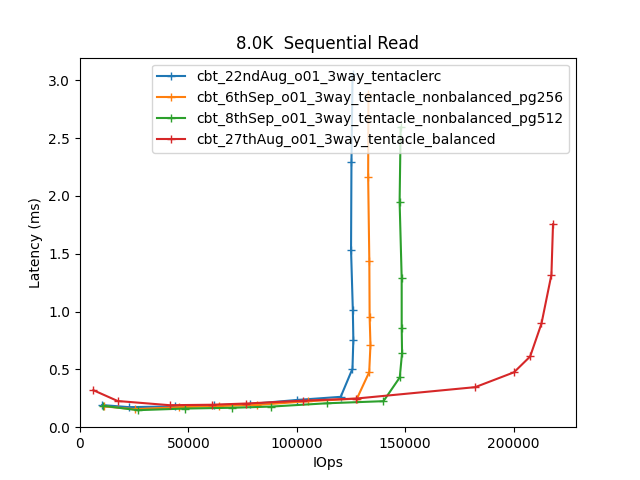 8.0K  Sequential Read
cbt_22ndAug_o01_3way_tentaclerc
cbt_6thSep_o01_3way_tentacle_nonbalanced_pg256
cbt_8thSep_o01_3way_tentacle_nonbalanced_pg512
cbt_27thAug_o01_3way_tentacle_balanced
Latency (ms)
3.0
2.5
2.0
1.5
1.0
0.5
0.0
0 50000 100000 150000 200000
IOps